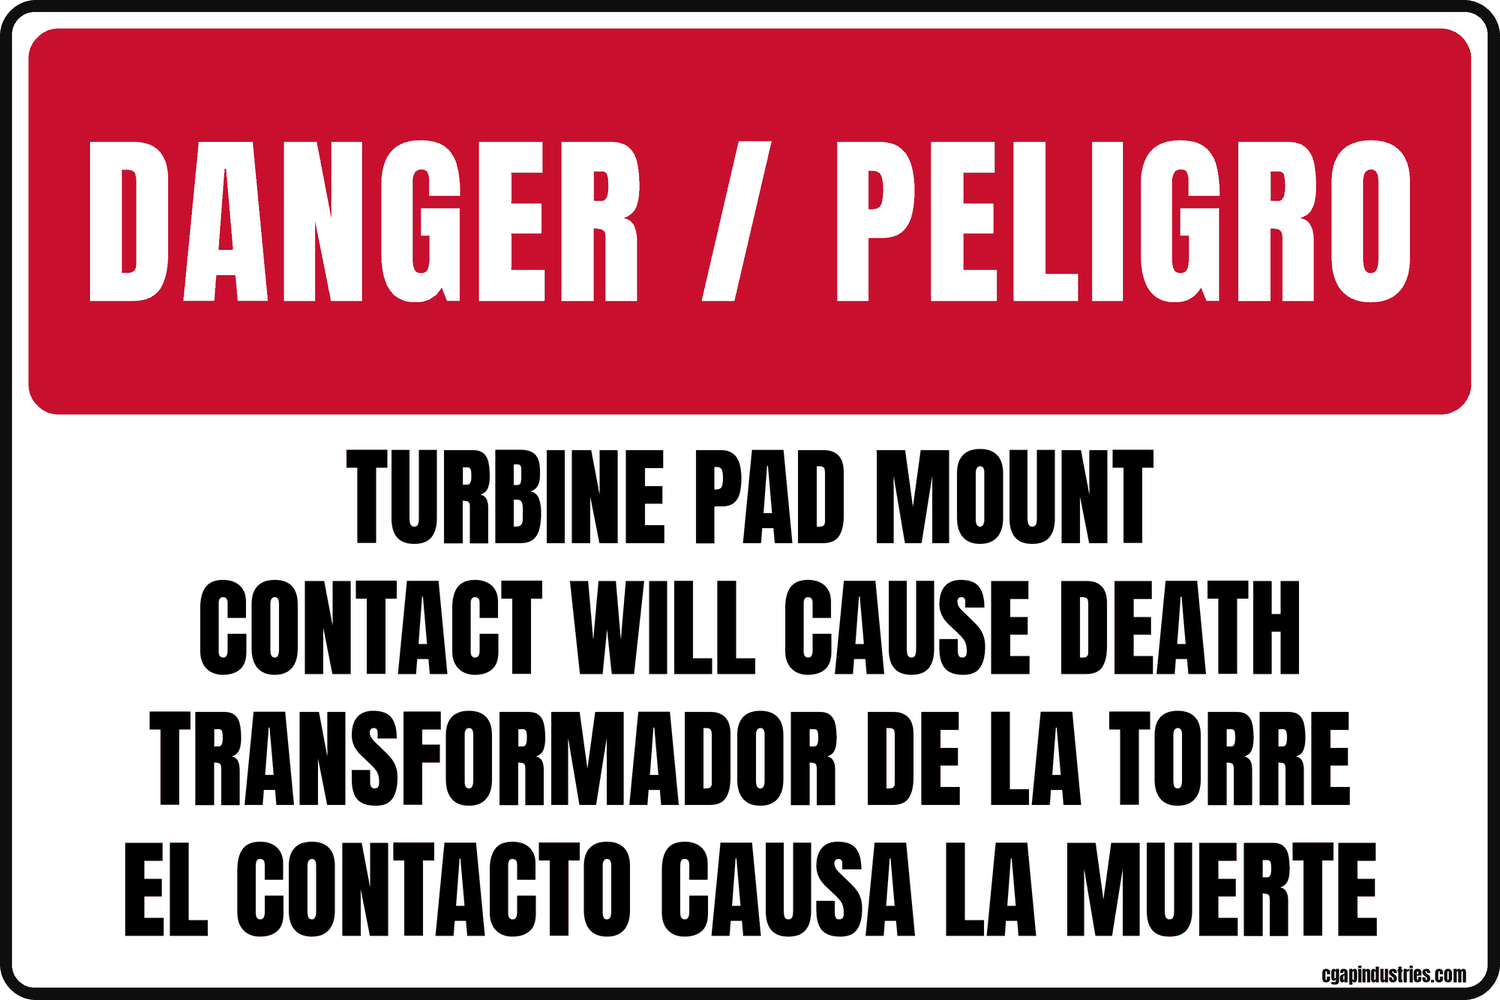 DANGER / PELIGRO
TURBINE PAD MOUNT
CONTACT WILL CAUSE DEATH
TRANSFORMADOR DE LA TORRE
EL CONTACTO CAUSA LA MUERTE
cgapindustries.com